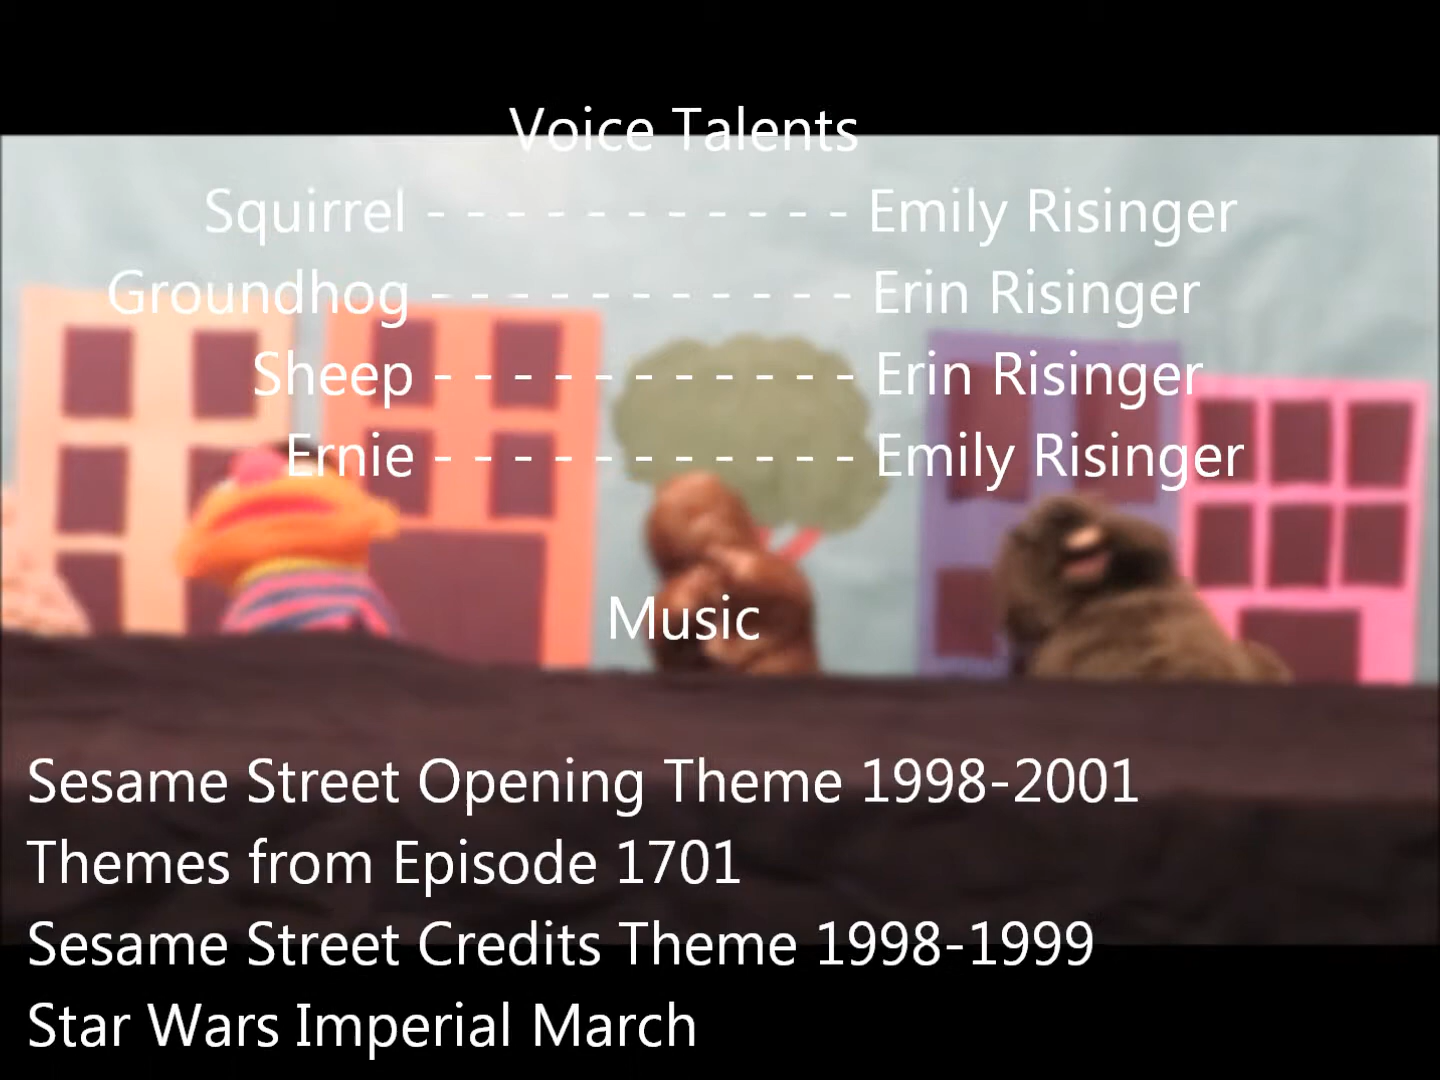 Voice Talents
Squirrel - - - - - - - - - - - Emily Risinger
Groundhog - - - - - - - - - - - Erin Risinger
Sheep - - - - - - - - - - - Erin Risinger
Ernie - - - - - - - - - - - Emily Risinger
Music
Sesame Street Opening Theme 1998-2001
Themes from Episode 1701
Sesame Street Credits Theme 1998-1999
Star Wars Imperial March